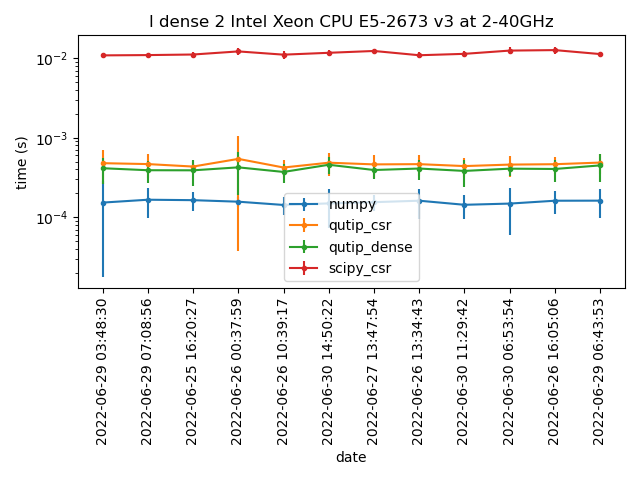 l dense 2 Intel Xeon CPU E5-2673 v3 at 2-40GHz
time (s)
10⁻²
10⁻³
10⁻⁴
numpy
qutip_csr
qutip_dense
scipy_csr
2022-06-29 03:48:30
2022-06-29 07:08:56
2022-06-25 16:20:27
2022-06-26 00:37:59
2022-06-26 10:39:17
2022-06-30 14:50:22
2022-06-27 13:47:54
2022-06-26 13:34:43
2022-06-30 11:29:42
2022-06-30 06:53:54
2022-06-26 16:05:06
2022-06-29 06:43:53
date